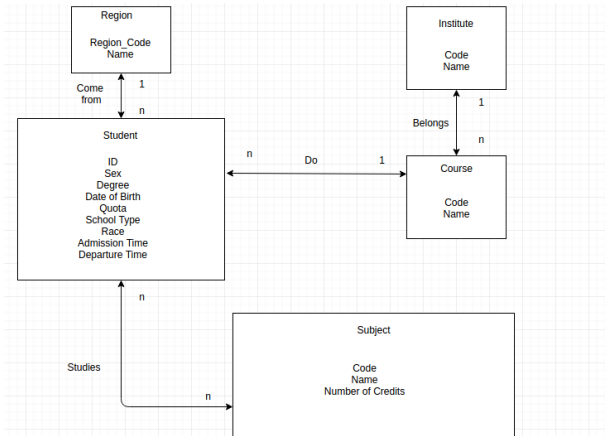 Region
Region_Code
Name
Institute
Code
Name
Come
from
1
n
1
Belongs
n
Student
ID
Sex
Degree
Date of Birth
Quota
School Type
Race
Admission Time
Departure Time
n
Do
1
Course
Code
Name
n
Studies
n
Subject
Code
Name
Number of Credits